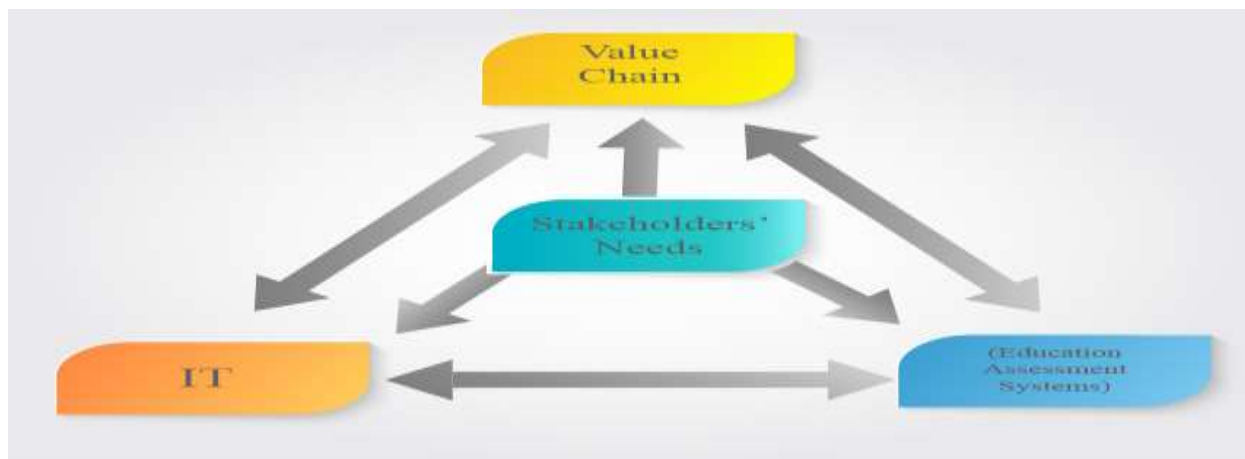 Value
Chain
Stakeholders'
Needs
IT
(Education
Assessment
Systems)